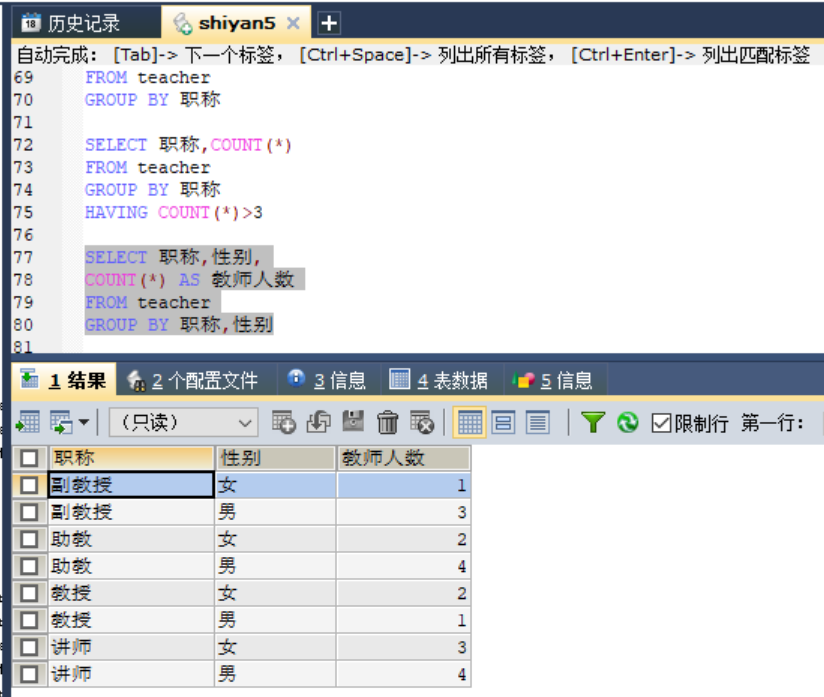 18 历史记录 shiyan5
自动完成： [Tab]-> 下一个标签， [Ctrl+Space]-> 列出所有标签， [Ctrl+Enter]-> 列出匹配标签
69 FROM teacher
70 GROUP BY 职称
71
72 SELECT 职称,COUNT(*)
73 FROM teacher
74 GROUP BY 职称
75 HAVING COUNT(*)>3
76
77 SELECT 职称,性别,
78 COUNT(*) AS 教师人数
79 FROM teacher
80 GROUP BY 职称,性别
81
1 结果 2 个配置文件 3 信息 4 表数据 5 信息
（只读） 限制行 第一行：
职称 性别 教师人数
副教授 女 1
副教授 男 3
助教 女 2
助教 男 4
教授 女 2
教授 男 1
讲师 女 3
讲师 男 4